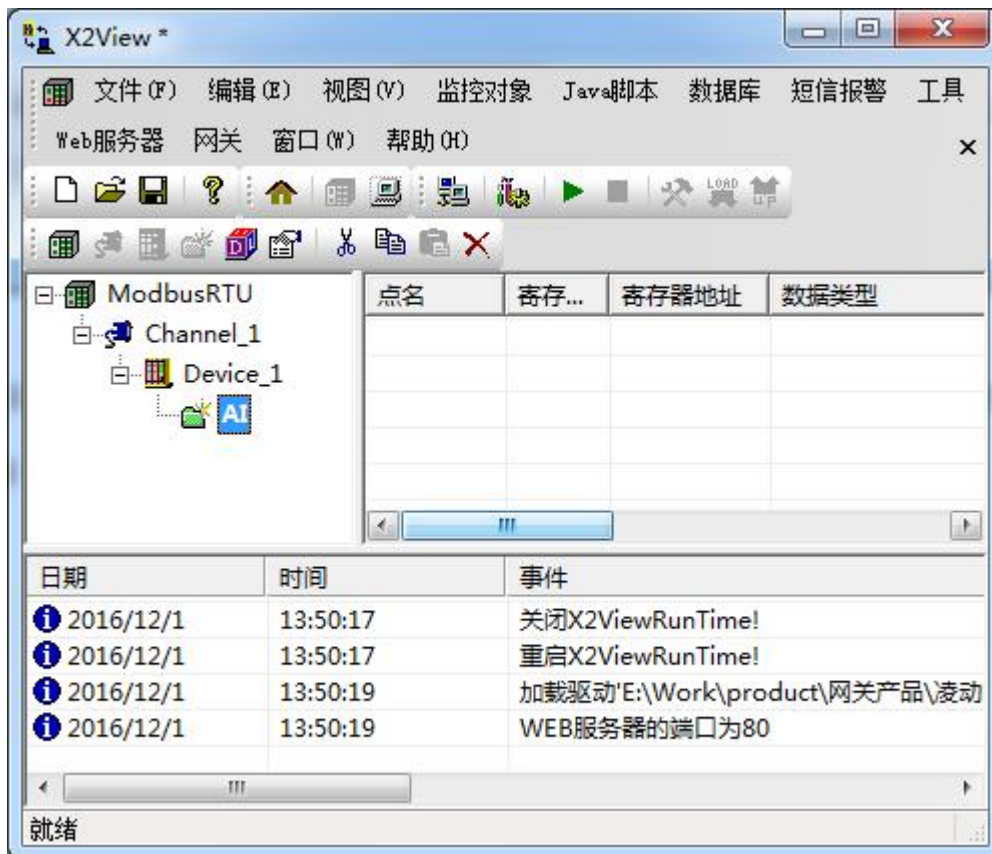 X2View *
文件(F) 编辑(E) 视图(V) 监控对象 Java脚本 数据库 短信报警 工具
Web服务器 网关 窗口(W) 帮助(H)
LOAD UP
ModbusRTU
点名 寄存... 寄存器地址 数据类型
Channel_1
Device_1
AI
日期 时间 事件
2016/12/1 13:50:17 关闭X2ViewRunTime!
2016/12/1 13:50:17 重启X2ViewRunTime!
2016/12/1 13:50:19 加载驱动'E:\Work\product\网关产品\凌动
2016/12/1 13:50:19 WEB服务器的端口为80
就绪